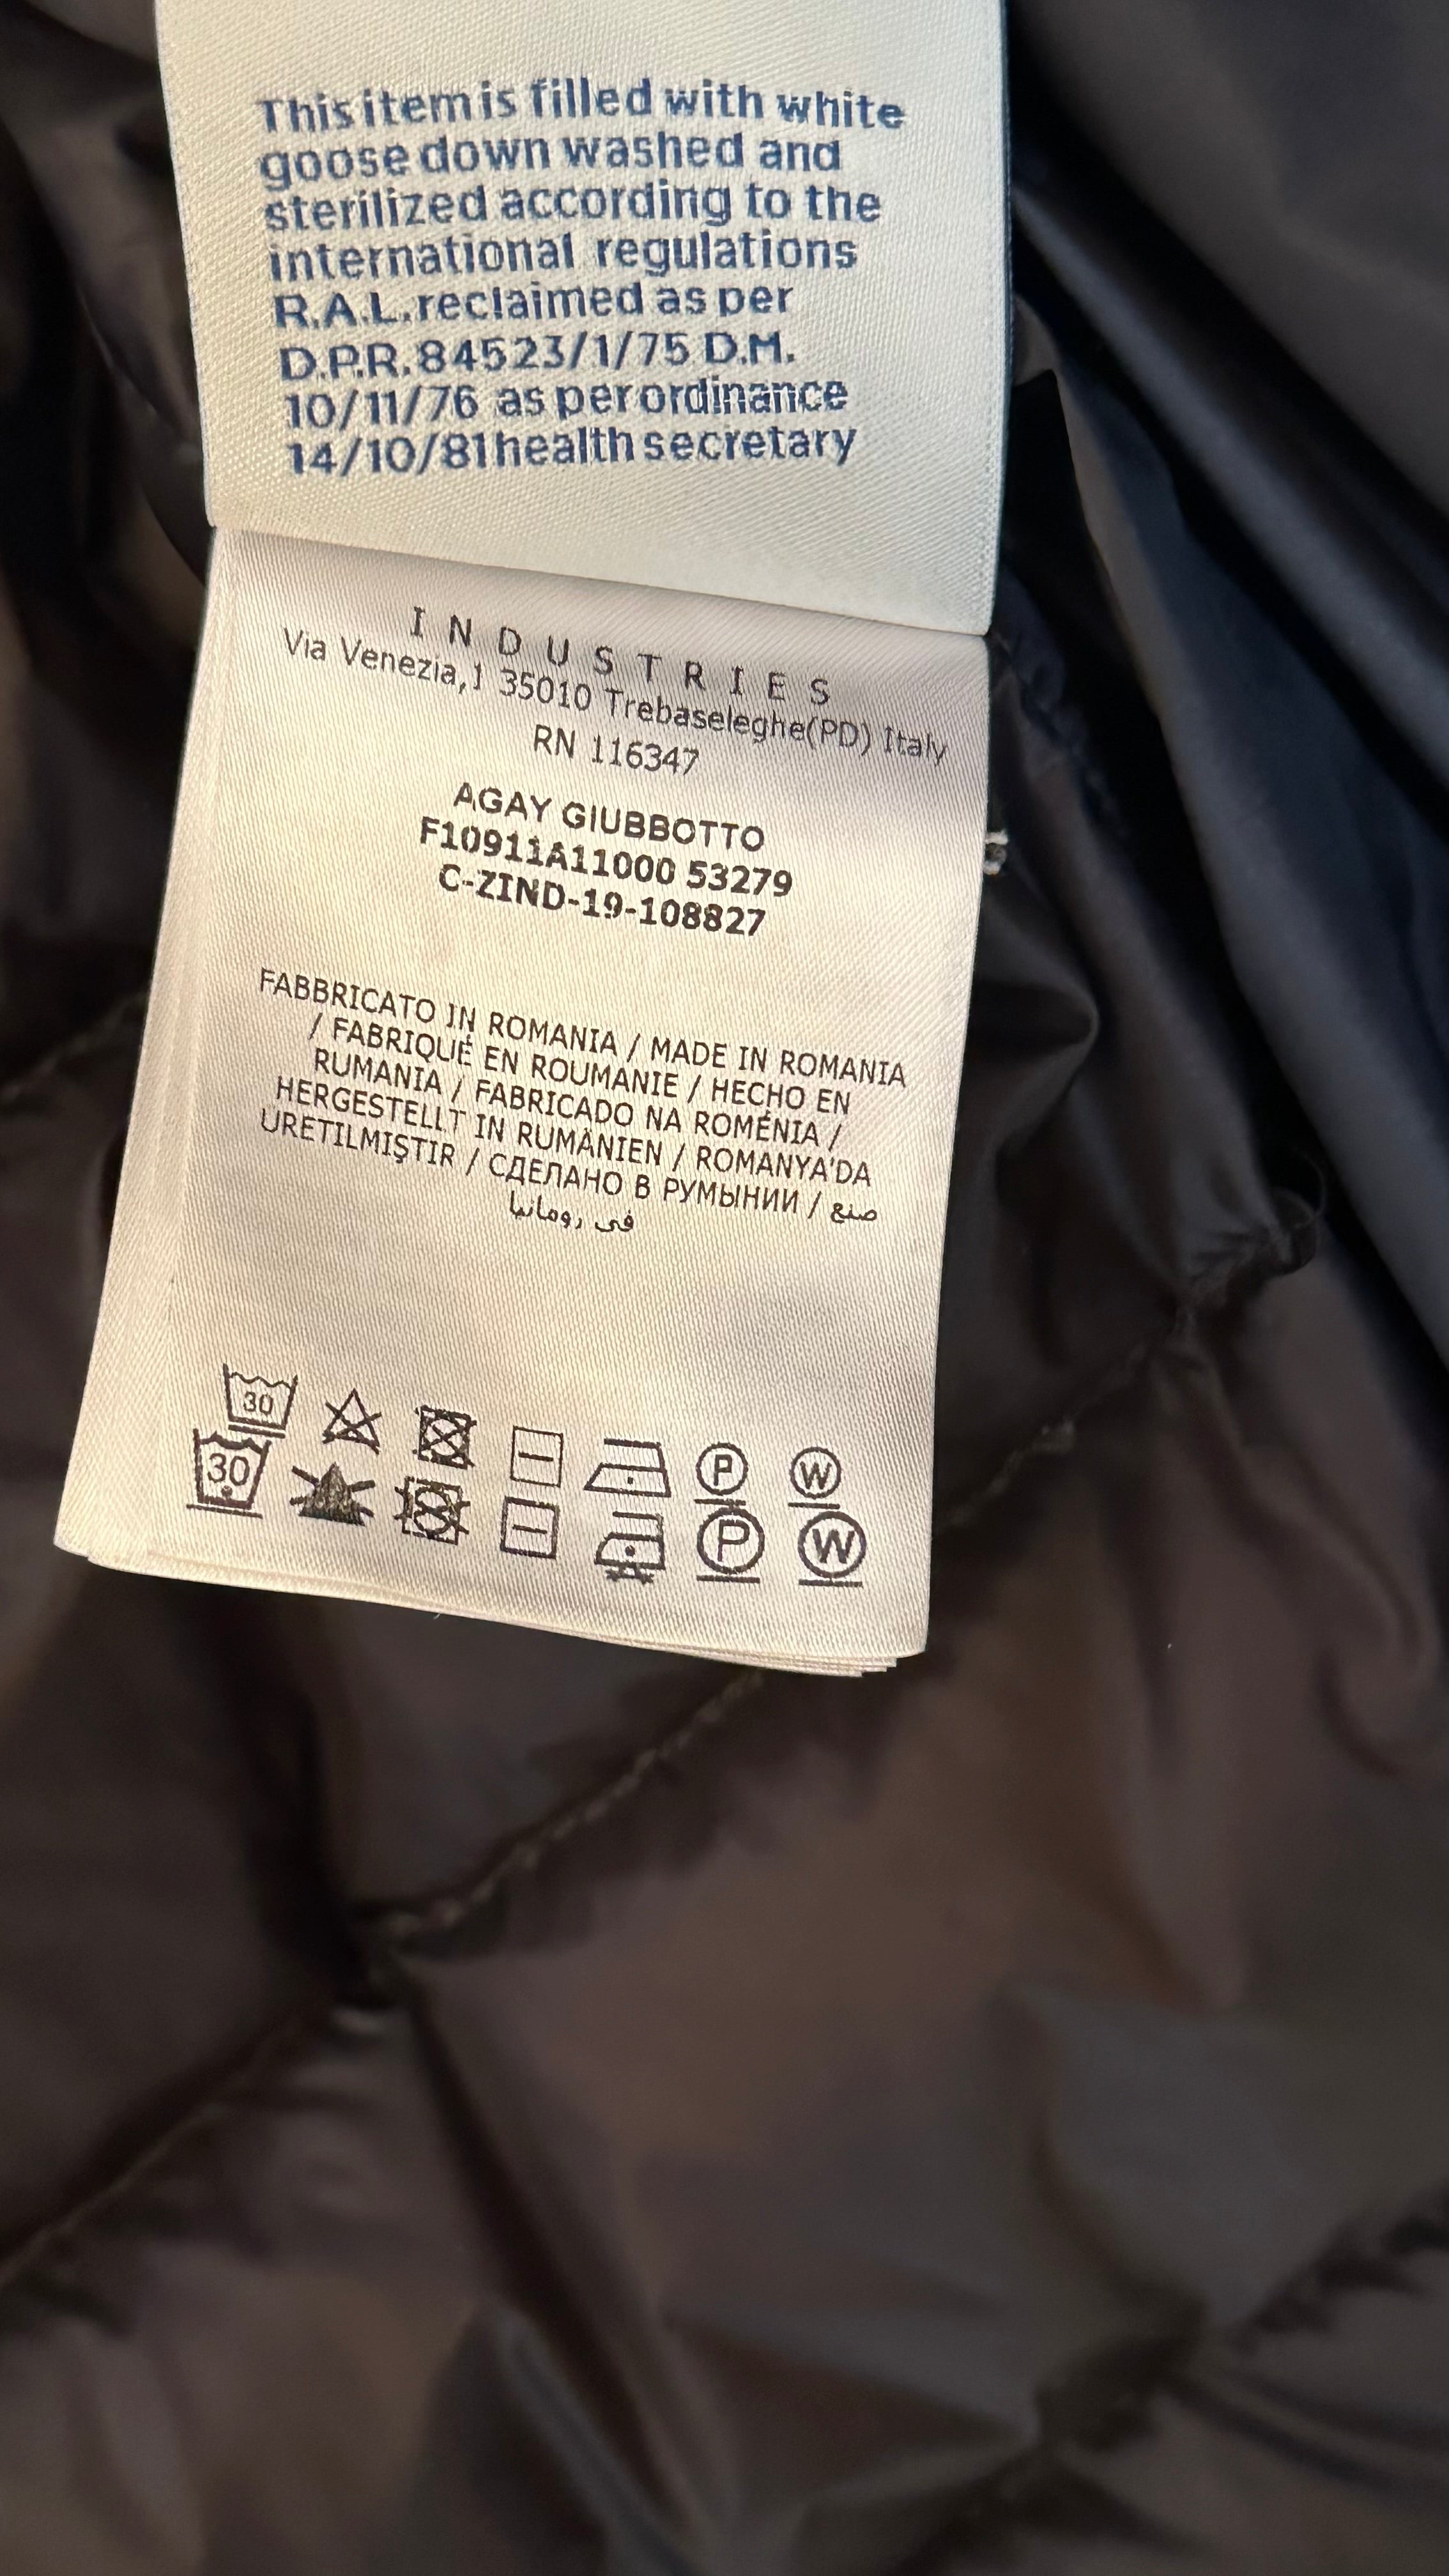 This item is filled with white
goose down washed and
sterilized according to the
international regulations
R.A.L. reclaimed as per
D.P.R. 84523/1/75 D.M.
10/11/76 as per ordinance
14/10/81 health secretary
INDUSTRIES
Via Venezia,1 35010 Trebaseleghe(PD) Italy
RN 116347
AGAY GIUBBOTTO
F10911A11000 53279
C-ZIND-19-108827
FABBRICATO IN ROMANIA / MADE IN ROMANIA
/ FABRIQUÉ EN ROUMANIE / HECHO EN
RUMANIA / FABRICADO NA ROMÉNIA /
HERGESTELLT IN RUMÄNIEN / ROMANYA'DA
URETILMIŞTIR / СДЕЛАНО В РУМЫНИИ / صنع
في رومانيا
30 P W
30 P W